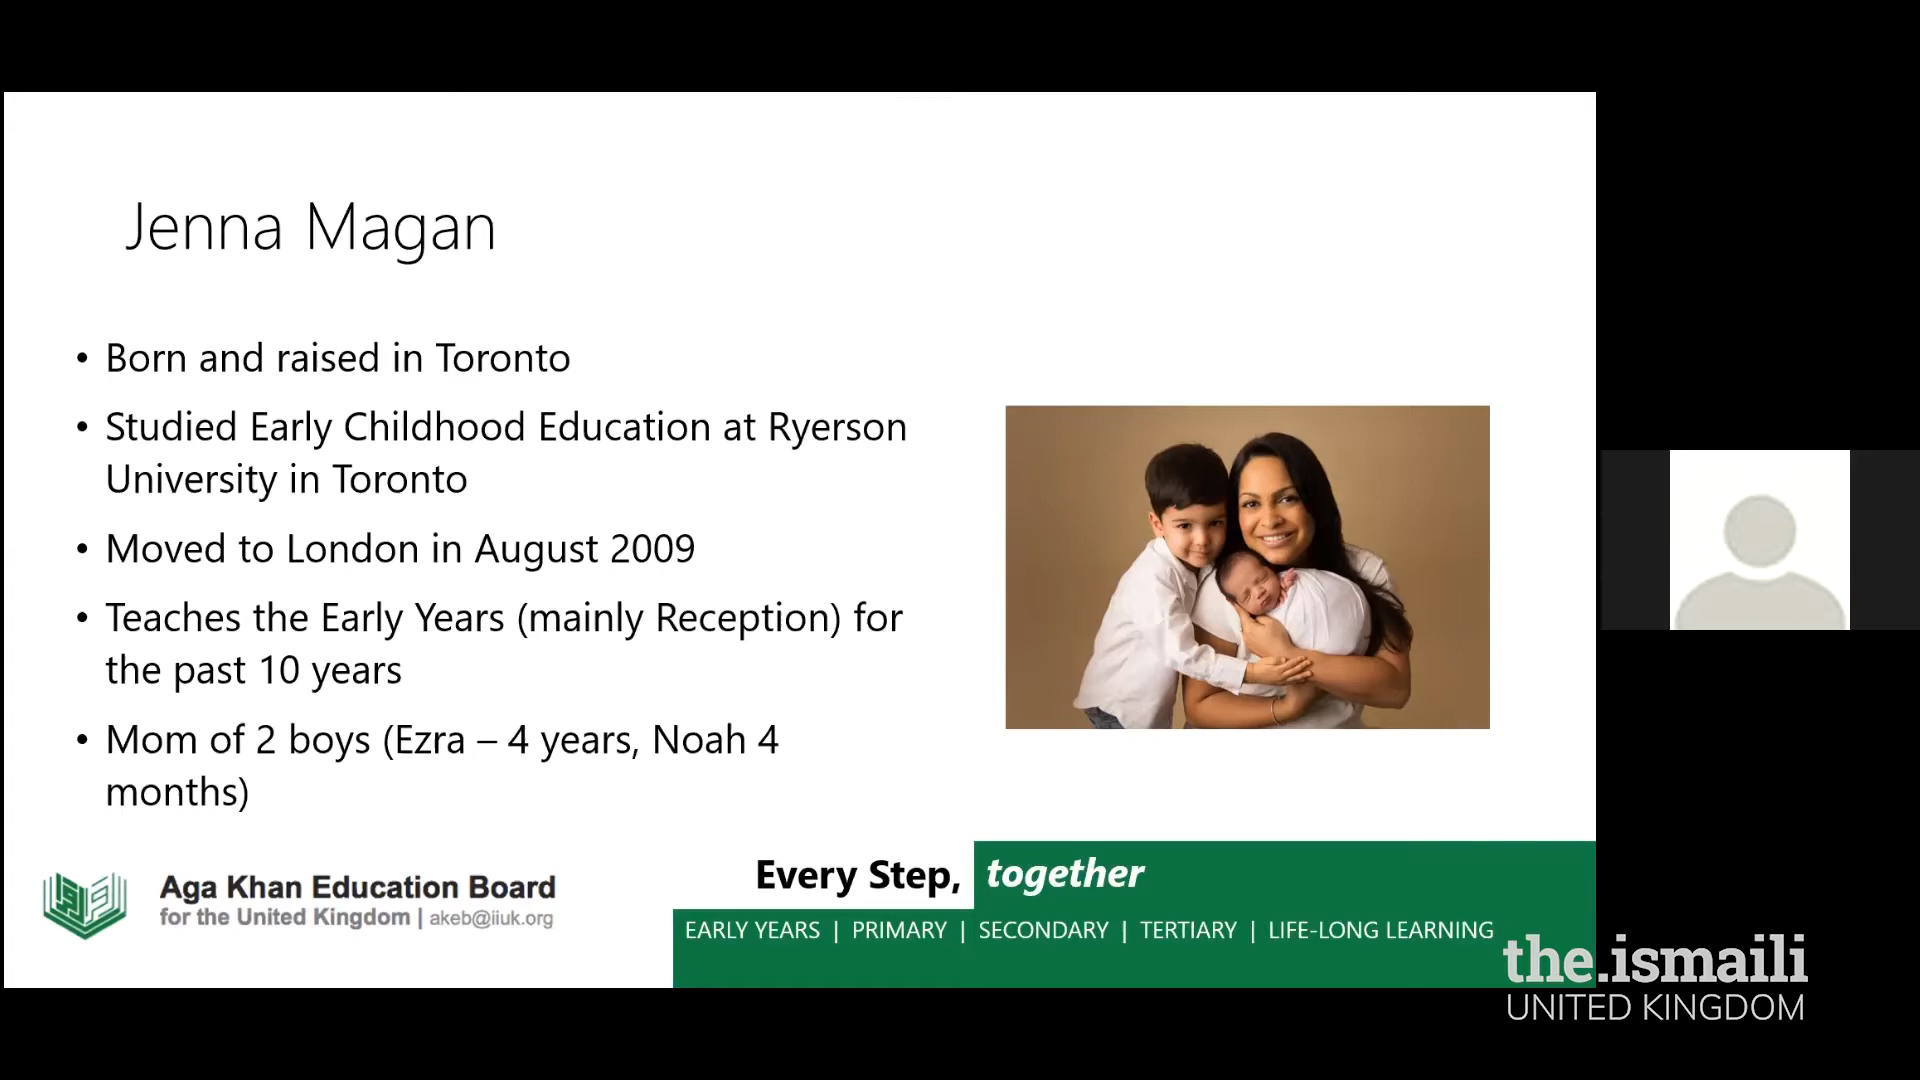 Jenna Magan
• Born and raised in Toronto
• Studied Early Childhood Education at Ryerson
University in Toronto
• Moved to London in August 2009
• Teaches the Early Years (mainly Reception) for
the past 10 years
• Mom of 2 boys (Ezra – 4 years, Noah 4
months)
Aga Khan Education Board
for the United Kingdom | akeb@iiuk.org
Every Step, together
EARLY YEARS | PRIMARY | SECONDARY | TERTIARY | LIFE-LONG LEARNING
the.ismaili
UNITED KINGDOM